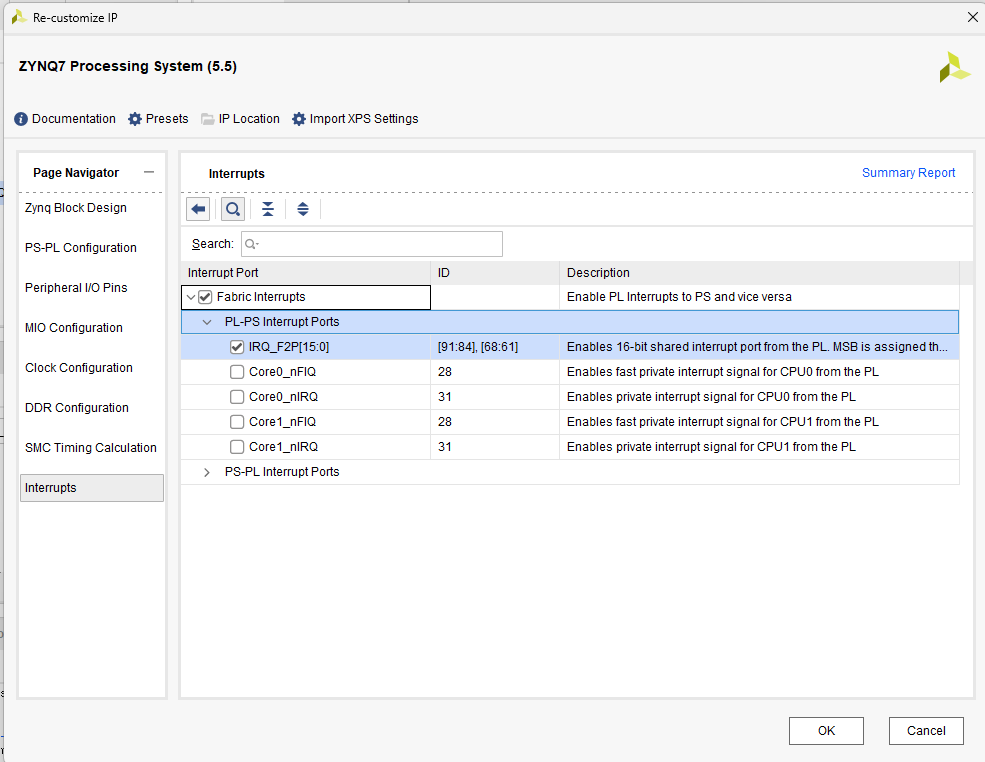 Re-customize IP
ZYNQ7 Processing System (5.5)
Documentation Presets IP Location Import XPS Settings
Page Navigator
Zynq Block Design
PS-PL Configuration
Peripheral I/O Pins
MIO Configuration
Clock Configuration
DDR Configuration
SMC Timing Calculation
Interrupts
Interrupts Summary Report
Search:
Interrupt Port ID Description
Fabric Interrupts Enable PL Interrupts to PS and vice versa
PL-PS Interrupt Ports
IRQ_F2P[15:0] [91:84], [68:61] Enables 16-bit shared interrupt port from the PL. MSB is assigned th...
Core0_nFIQ 28 Enables fast private interrupt signal for CPU0 from the PL
Core0_nIRQ 31 Enables private interrupt signal for CPU0 from the PL
Core1_nFIQ 28 Enables fast private interrupt signal for CPU1 from the PL
Core1_nIRQ 31 Enables private interrupt signal for CPU1 from the PL
PS-PL Interrupt Ports
OK Cancel